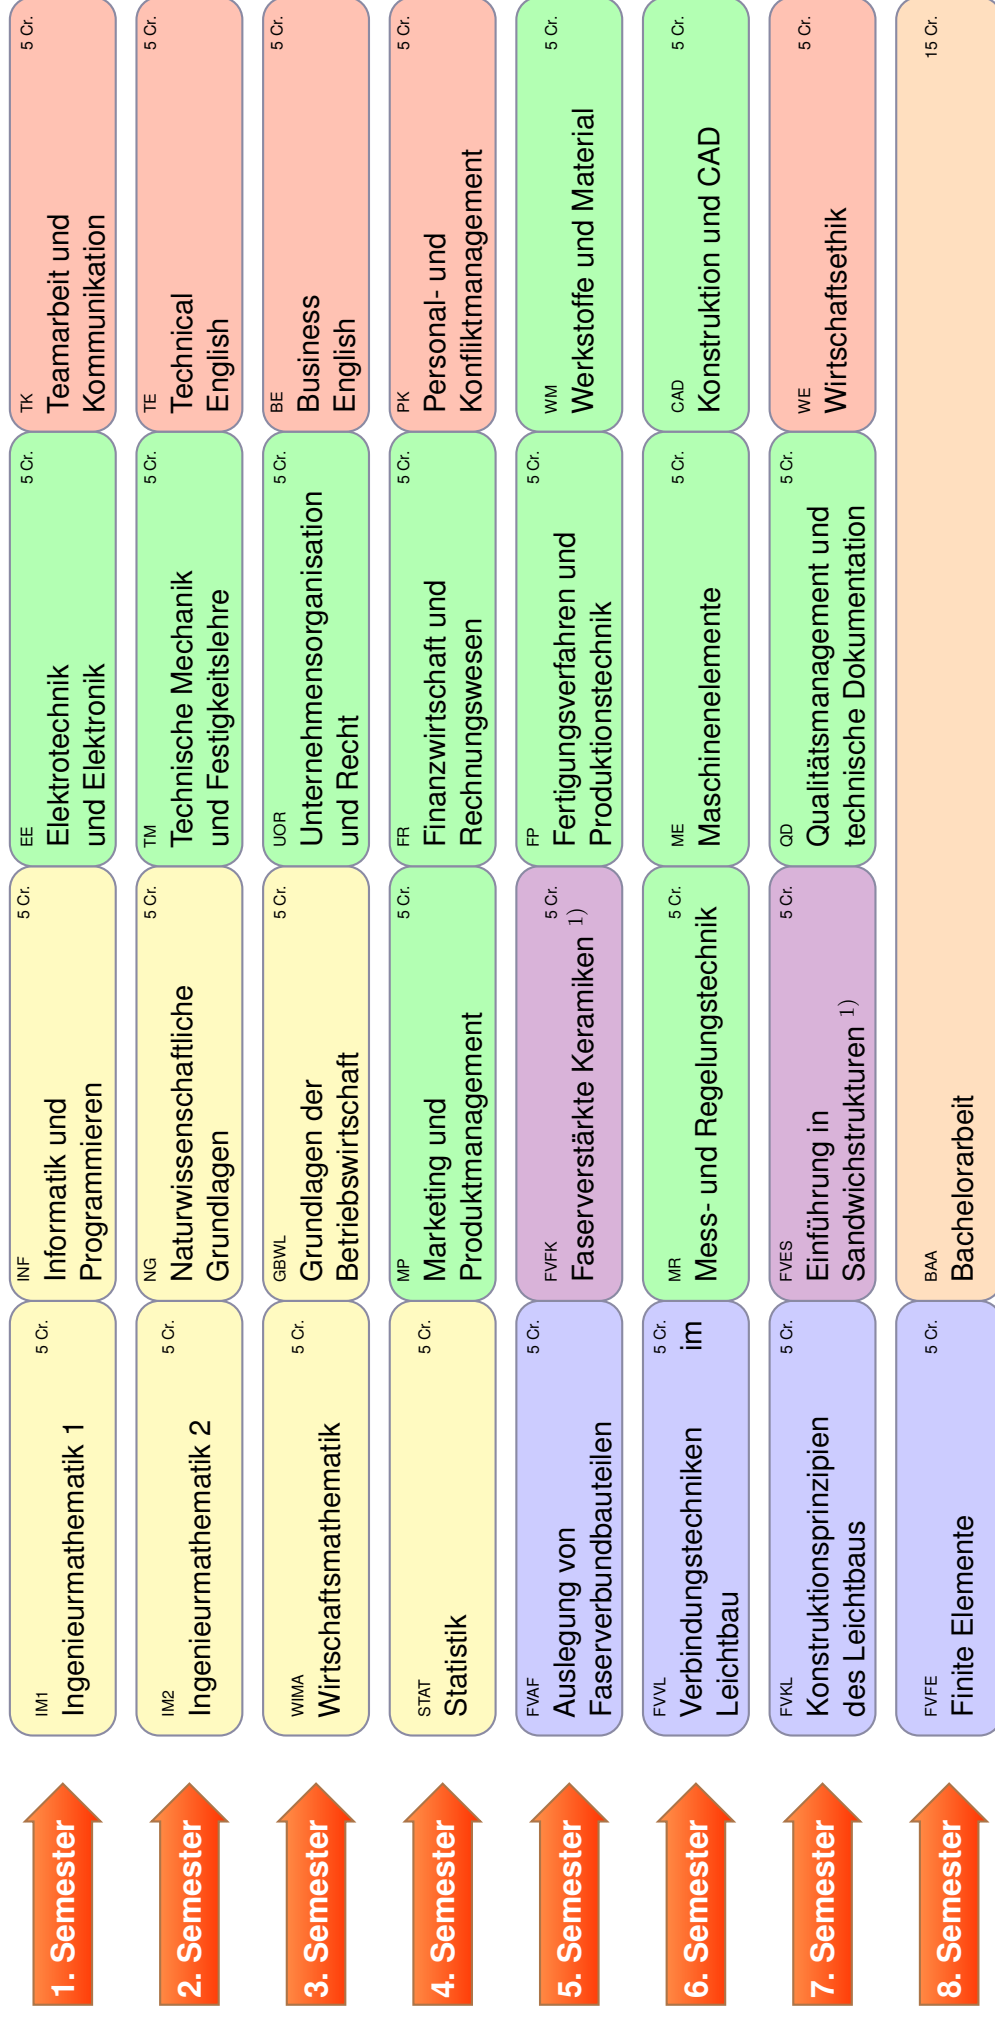 1. Semester
IM1
5 Cr.
Ingenieurmathematik 1
INF
5 Cr.
Informatik und
Programmieren
EE
5 Cr.
Elektrotechnik
und Elektronik
TK
5 Cr.
Teamarbeit und
Kommunikation
2. Semester
IM2
5 Cr.
Ingenieurmathematik 2
NG
5 Cr.
Naturwissenschaftliche
Grundlagen
TM
5 Cr.
Technische Mechanik
und Festigkeitslehre
TE
5 Cr.
Technical
English
3. Semester
WIMA
5 Cr.
Wirtschaftsmathematik
GBWL
5 Cr.
Grundlagen der
Betriebswirtschaft
UOR
5 Cr.
Unternehmensorganisation
und Recht
BE
5 Cr.
Business
English
4. Semester
STAT
5 Cr.
Statistik
MP
5 Cr.
Marketing und
Produktmanagement
FR
5 Cr.
Finanzwirtschaft und
Rechnungswesen
PK
5 Cr.
Personal- und
Konfliktmanagement
5. Semester
FVAF
5 Cr.
Auslegung von
Faserverbundbauteilen
FVFK
5 Cr.
Faserverstärkte Keramiken 1)
FP
5 Cr.
Fertigungsverfahren und
Produktionstechnik
WM
5 Cr.
Werkstoffe und Material
6. Semester
FVVL
5 Cr.
Verbindungstechniken im
Leichtbau
MR
5 Cr.
Mess- und Regelungstechnik
ME
5 Cr.
Maschinenelemente
CAD
5 Cr.
Konstruktion und CAD
7. Semester
FVKL
5 Cr.
Konstruktionsprinzipien
des Leichtbaus
FVES
5 Cr.
Einführung in
Sandwichstrukturen 1)
QD
5 Cr.
Qualitätsmanagement und
technische Dokumentation
WE
5 Cr.
Wirtschaftsethik
8. Semester
FVFE
5 Cr.
Finite Elemente
BAA
15 Cr.
Bachelorarbeit